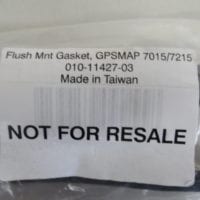 Flush Mnt Gasket, GPSMAP 7015/7215
010-11427-03
Made in Taiwan
NOT FOR RESALE